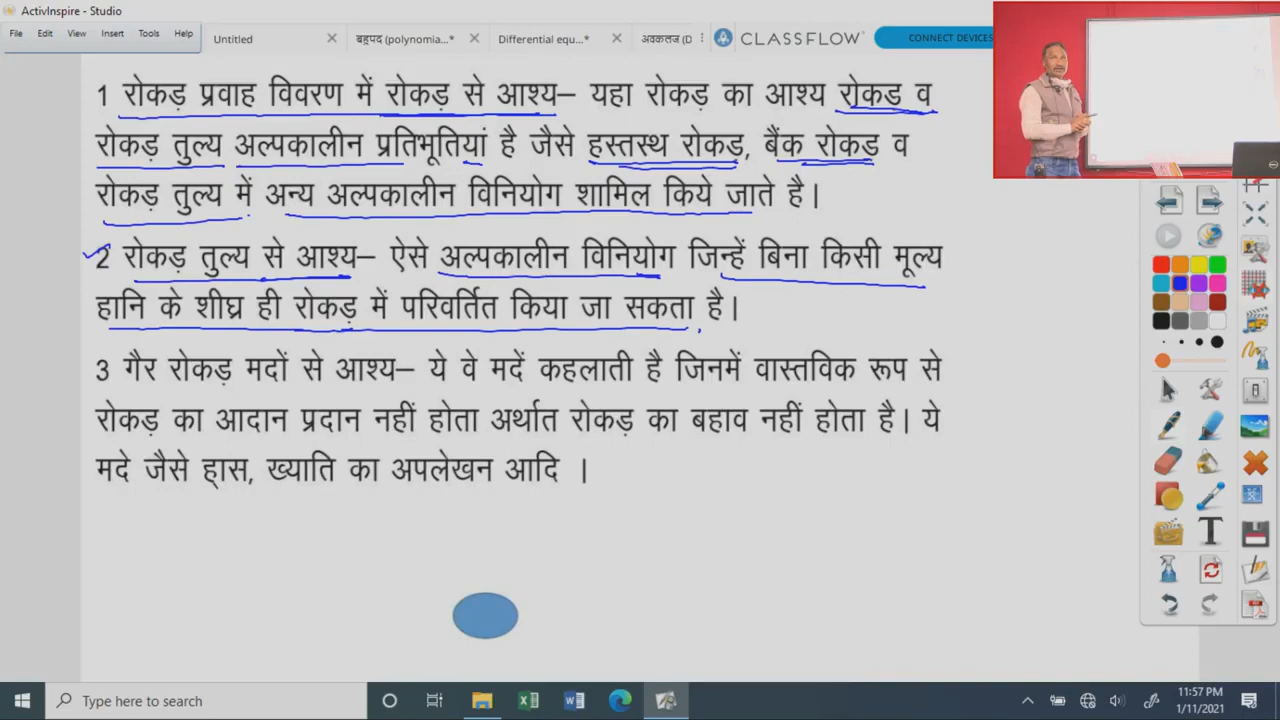 ActivInspire - Studio
File Edit View Insert Tools Help
Untitled
बहुपद (polynomia...*
Differential equ...*
अवकलज (D
CLASSFLOW
CONNECT DEVICES
1 रोकड़ प्रवाह विवरण में रोकड़ से आश्य– यहा रोकड़ का आश्य रोकड व
रोकड़ तुल्य अल्पकालीन प्रतिभूतियां है जैसे हस्तस्थ रोकड़, बैंक रोकड व
रोकड़ तुल्य में अन्य अल्पकालीन विनियोग शामिल किये जाते है।
2 रोकड़ तुल्य से आश्य– ऐसे अल्पकालीन विनियोग जिन्हें बिना किसी मूल्य
हानि के शीघ्र ही रोकड़ में परिवर्तित किया जा सकता है।
3 गैर रोकड़ मदों से आश्य– ये वे मदें कहलाती है जिनमें वास्तविक रूप से
रोकड़ का आदान प्रदान नहीं होता अर्थात रोकड़ का बहाव नहीं होता है। ये
मदे जैसे ह्ास, ख्याति का अपलेखन आदि ।
Type here to search
11:57 PM
1/11/2021